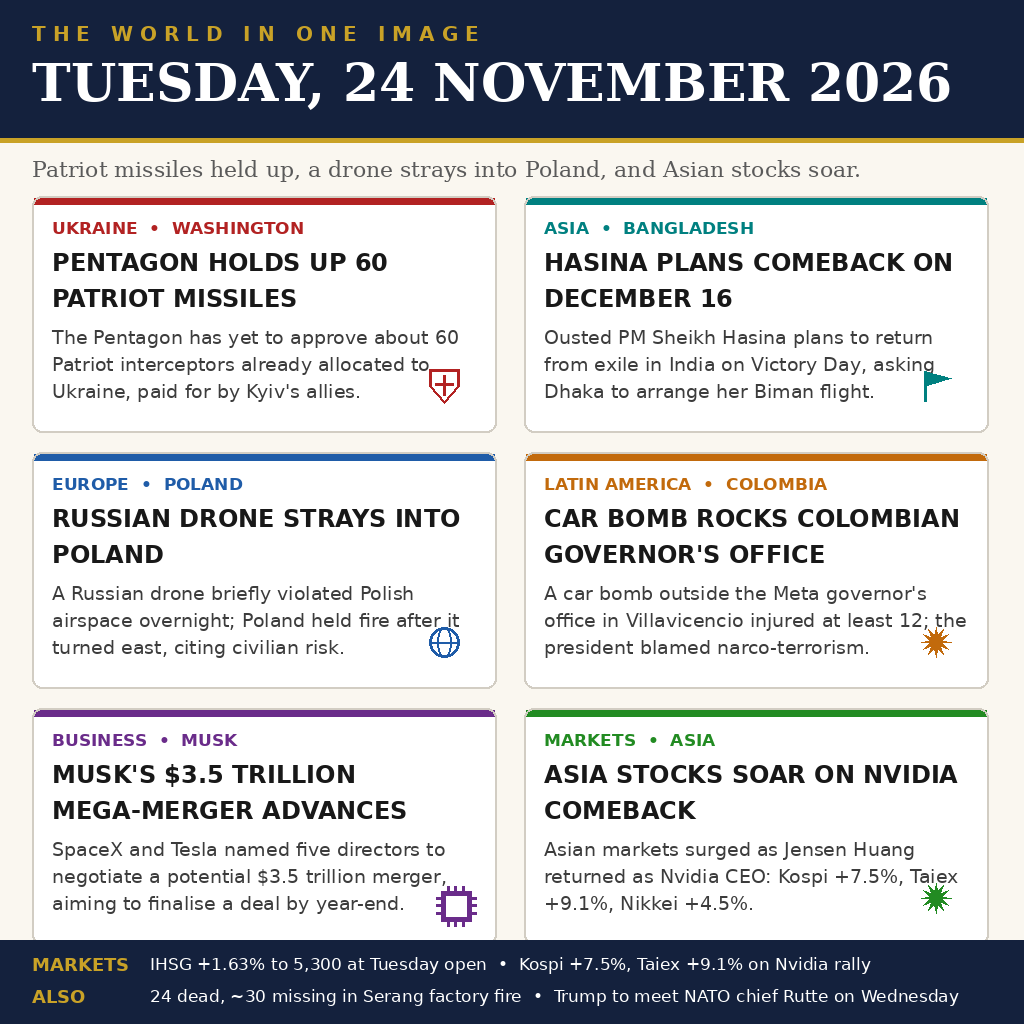 THE WORLD IN ONE IMAGE
TUESDAY, 24 NOVEMBER 2026
Patriot missiles held up, a drone strays into Poland, and Asian stocks soar.
UKRAINE • WASHINGTON
PENTAGON HOLDS UP 60
PATRIOT MISSILES
The Pentagon has yet to approve about 60
Patriot interceptors already allocated to
Ukraine, paid for by Kyiv's allies.
ASIA • BANGLADESH
HASINA PLANS COMEBACK ON
DECEMBER 16
Ousted PM Sheikh Hasina plans to return
from exile in India on Victory Day, asking
Dhaka to arrange her Biman flight.
EUROPE • POLAND
RUSSIAN DRONE STRAYS INTO
POLAND
A Russian drone briefly violated Polish
airspace overnight; Poland held fire after it
turned east, citing civilian risk.
LATIN AMERICA • COLOMBIA
CAR BOMB ROCKS COLOMBIAN
GOVERNOR'S OFFICE
A car bomb outside the Meta governor's
office in Villavicencio injured at least 12; the
president blamed narco-terrorism.
BUSINESS • MUSK
MUSK'S $3.5 TRILLION
MEGA-MERGER ADVANCES
SpaceX and Tesla named five directors to
negotiate a potential $3.5 trillion merger,
aiming to finalise a deal by year-end.
MARKETS • ASIA
ASIA STOCKS SOAR ON NVIDIA
COMEBACK
Asian markets surged as Jensen Huang
returned as Nvidia CEO: Kospi +7.5%, Taiex
+9.1%, Nikkei +4.5%.
MARKETS IHSG +1.63% to 5,300 at Tuesday open • Kospi +7.5%, Taiex +9.1% on Nvidia rally
ALSO 24 dead, ~30 missing in Serang factory fire • Trump to meet NATO chief Rutte on Wednesday